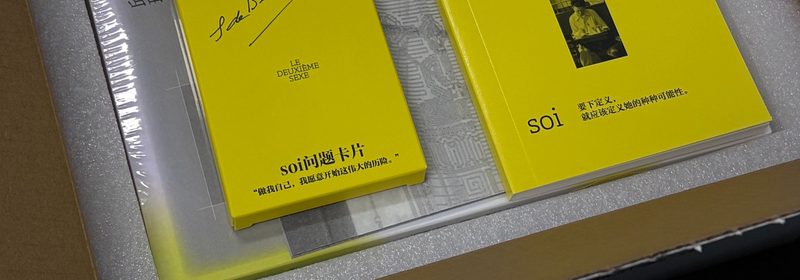 LE
DEUXIÈME
SEXE
soi问题卡片
“做我自己，我愿意开始这伟大的历险。”
soi
要下定义，
就应该定义她的种种可能性。